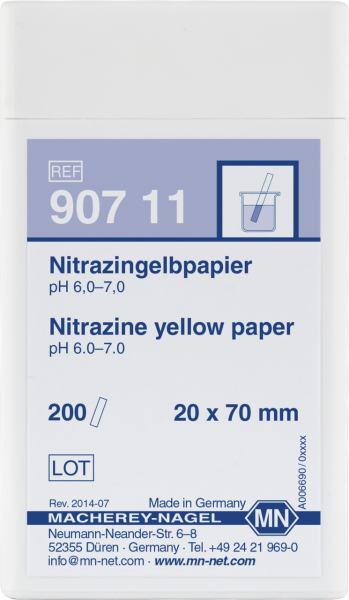 REF
907 11
Nitrazingelbpapier
pH 6,0–7,0
Nitrazine yellow paper
pH 6.0–7.0
200 20 x 70 mm
LOT
A006690 / 0xxxx
Rev. 2014-07 Made in Germany
MACHEREY-NAGEL MN
Neumann-Neander-Str. 6–8
52355 Düren · Germany · Tel. +49 24 21 969-0
info@mn-net.com · www.mn-net.com